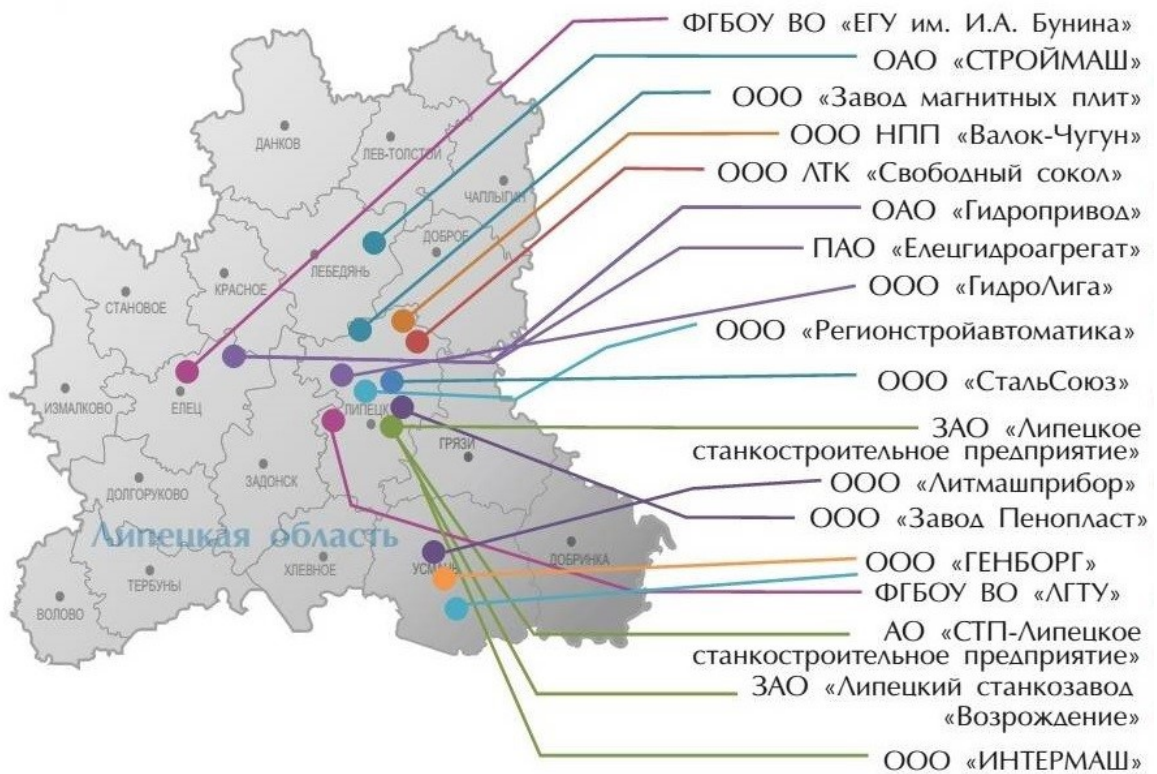 ФГБОУ ВО «ЕГУ им. И.А. Бунина»
ОАО «СТРОЙМАШ»
ООО «Завод магнитных плит»
ООО НПП «Валок-Чугун»
ООО ЛТК «Свободный сокол»
ОАО «Гидропривод»
ПАО «Елецгидроагрегат»
ООО «ГидроЛига»
ООО «Регионстройавтоматика»
ООО «СтальСоюз»
ЗАО «Липецкое
станкостроительное предприятие»
ООО «Литмашприбор»
ООО «Завод Пенопласт»
ООО «ГЕНБОРГ»
ФГБОУ ВО «ЛГТУ»
АО «СТП-Липецкое
станкостроительное предприятие»
ЗАО «Липецкий станкозавод
«Возрождение»
ООО «ИНТЕРМАШ»
ДАНКОВ
ЛЕВ-ТОЛСТОЙ
ЧАПЛЫГИН
ДОБРОЕ
ЛЕБЕДЯНЬ
КРАСНОЕ
СТАНОВОЕ
ИЗМАЛКОВО
ЕЛЕЦ
ЛИПЕЦК
ГРЯЗИ
ЗАДОНСК
ДОЛГОРУКОВО
Липецкая область
ДОБРИНКА
УСМАНЬ
ХЛЕВНОЕ
ТЕРБУНЫ
ВОЛОВО